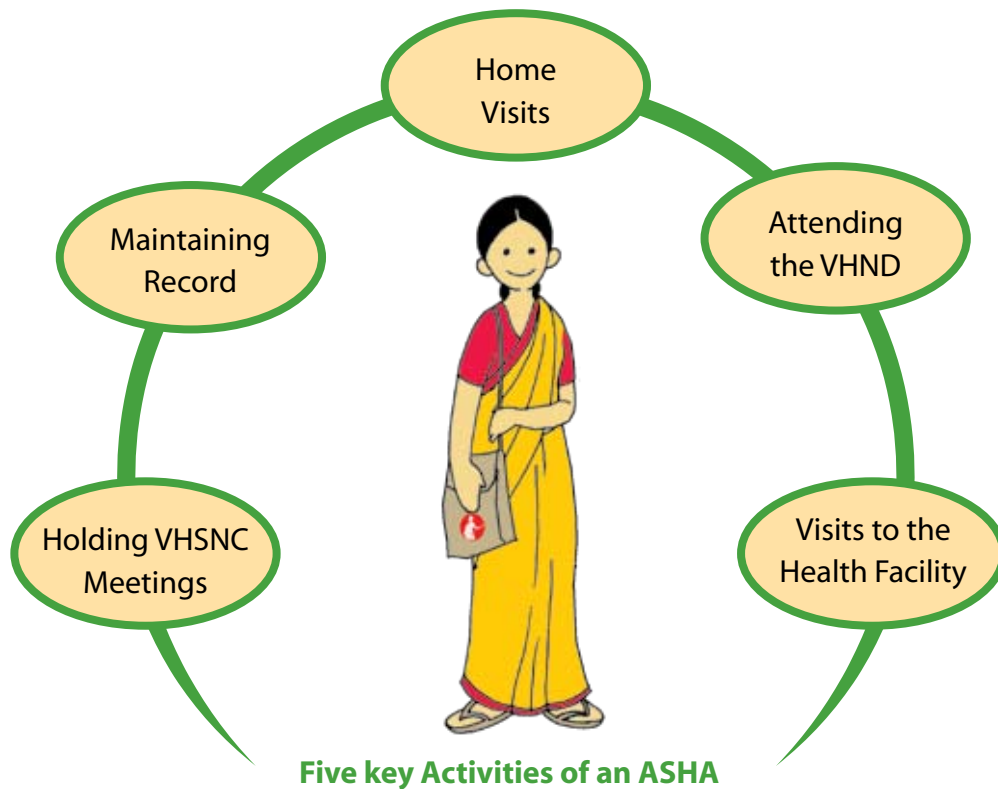 Home
Visits
Maintaining
Record
Attending
the VHND
Holding VHSNC
Meetings
Visits to the
Health Facility
Five key Activities of an ASHA